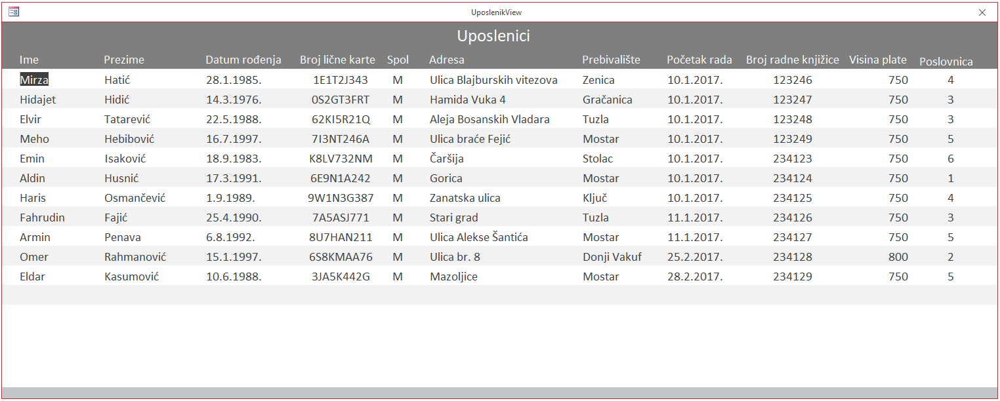 UposlenikView
Uposlenici
Ime Prezime Datum rođenja Broj lične karte Spol Adresa Prebivalište Početak rada Broj radne knjižice Visina plate Poslovnica
Mirza Hatić 28.1.1985. 1E1T2J343 M Ulica Blajburskih vitezova Zenica 10.1.2017. 123246 750 4
Hidajet Hidić 14.3.1976. 0S2GT3FRT M Hamida Vuka 4 Gračanica 10.1.2017. 123247 750 3
Elvir Tatarević 22.5.1988. 62KI5R21Q M Aleja Bosanskih Vladara Tuzla 10.1.2017. 123248 750 3
Meho Hebibović 16.7.1997. 7I3NT246A M Ulica braće Fejić Mostar 10.1.2017. 123249 750 5
Emin Isaković 18.9.1983. K8LV732NM M Čaršija Stolac 10.1.2017. 234123 750 6
Aldin Husnić 17.3.1991. 6E9N1A242 M Gorica Mostar 10.1.2017. 234124 750 1
Haris Osmančević 1.9.1989. 9W1N3G387 M Zanatska ulica Ključ 10.1.2017. 234125 750 4
Fahrudin Fajić 25.4.1990. 7A5ASJ771 M Stari grad Tuzla 11.1.2017. 234126 750 3
Armin Penava 6.8.1992. 8U7HAN211 M Ulica Alekse Šantića Mostar 11.1.2017. 234127 750 5
Omer Rahmanović 15.1.1997. 6S8KMAA76 M Ulica br. 8 Donji Vakuf 25.2.2017. 234128 800 2
Eldar Kasumović 10.6.1988. 3JA5K442G M Mazoljice Mostar 28.2.2017. 234129 750 5